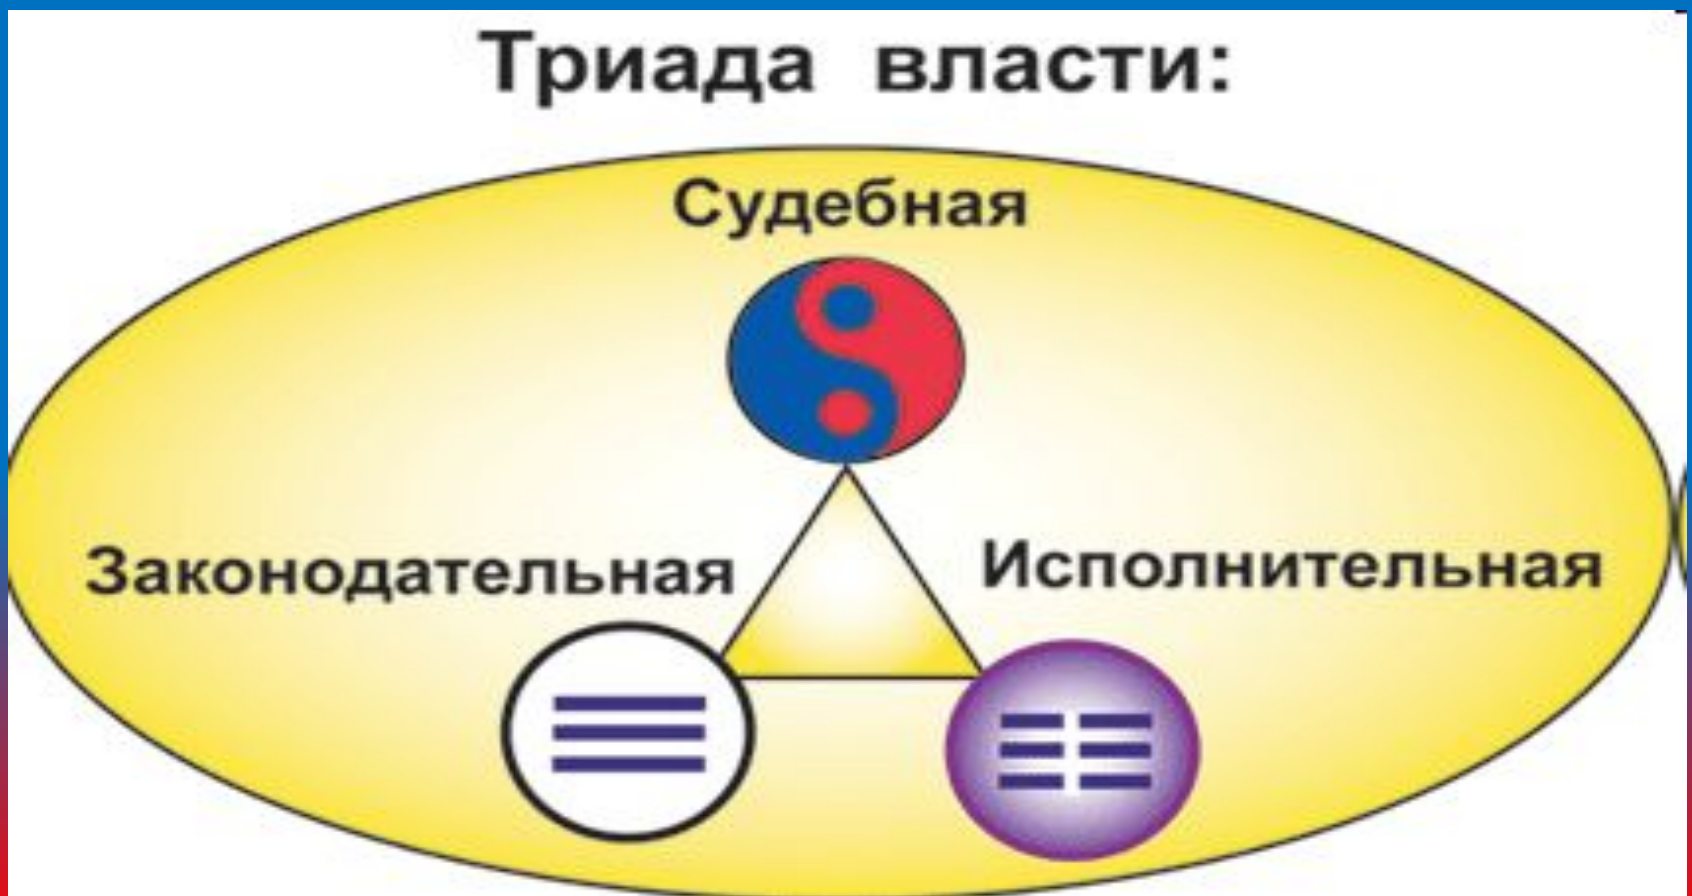 Триада власти:
Судебная
Законодательная
Исполнительная